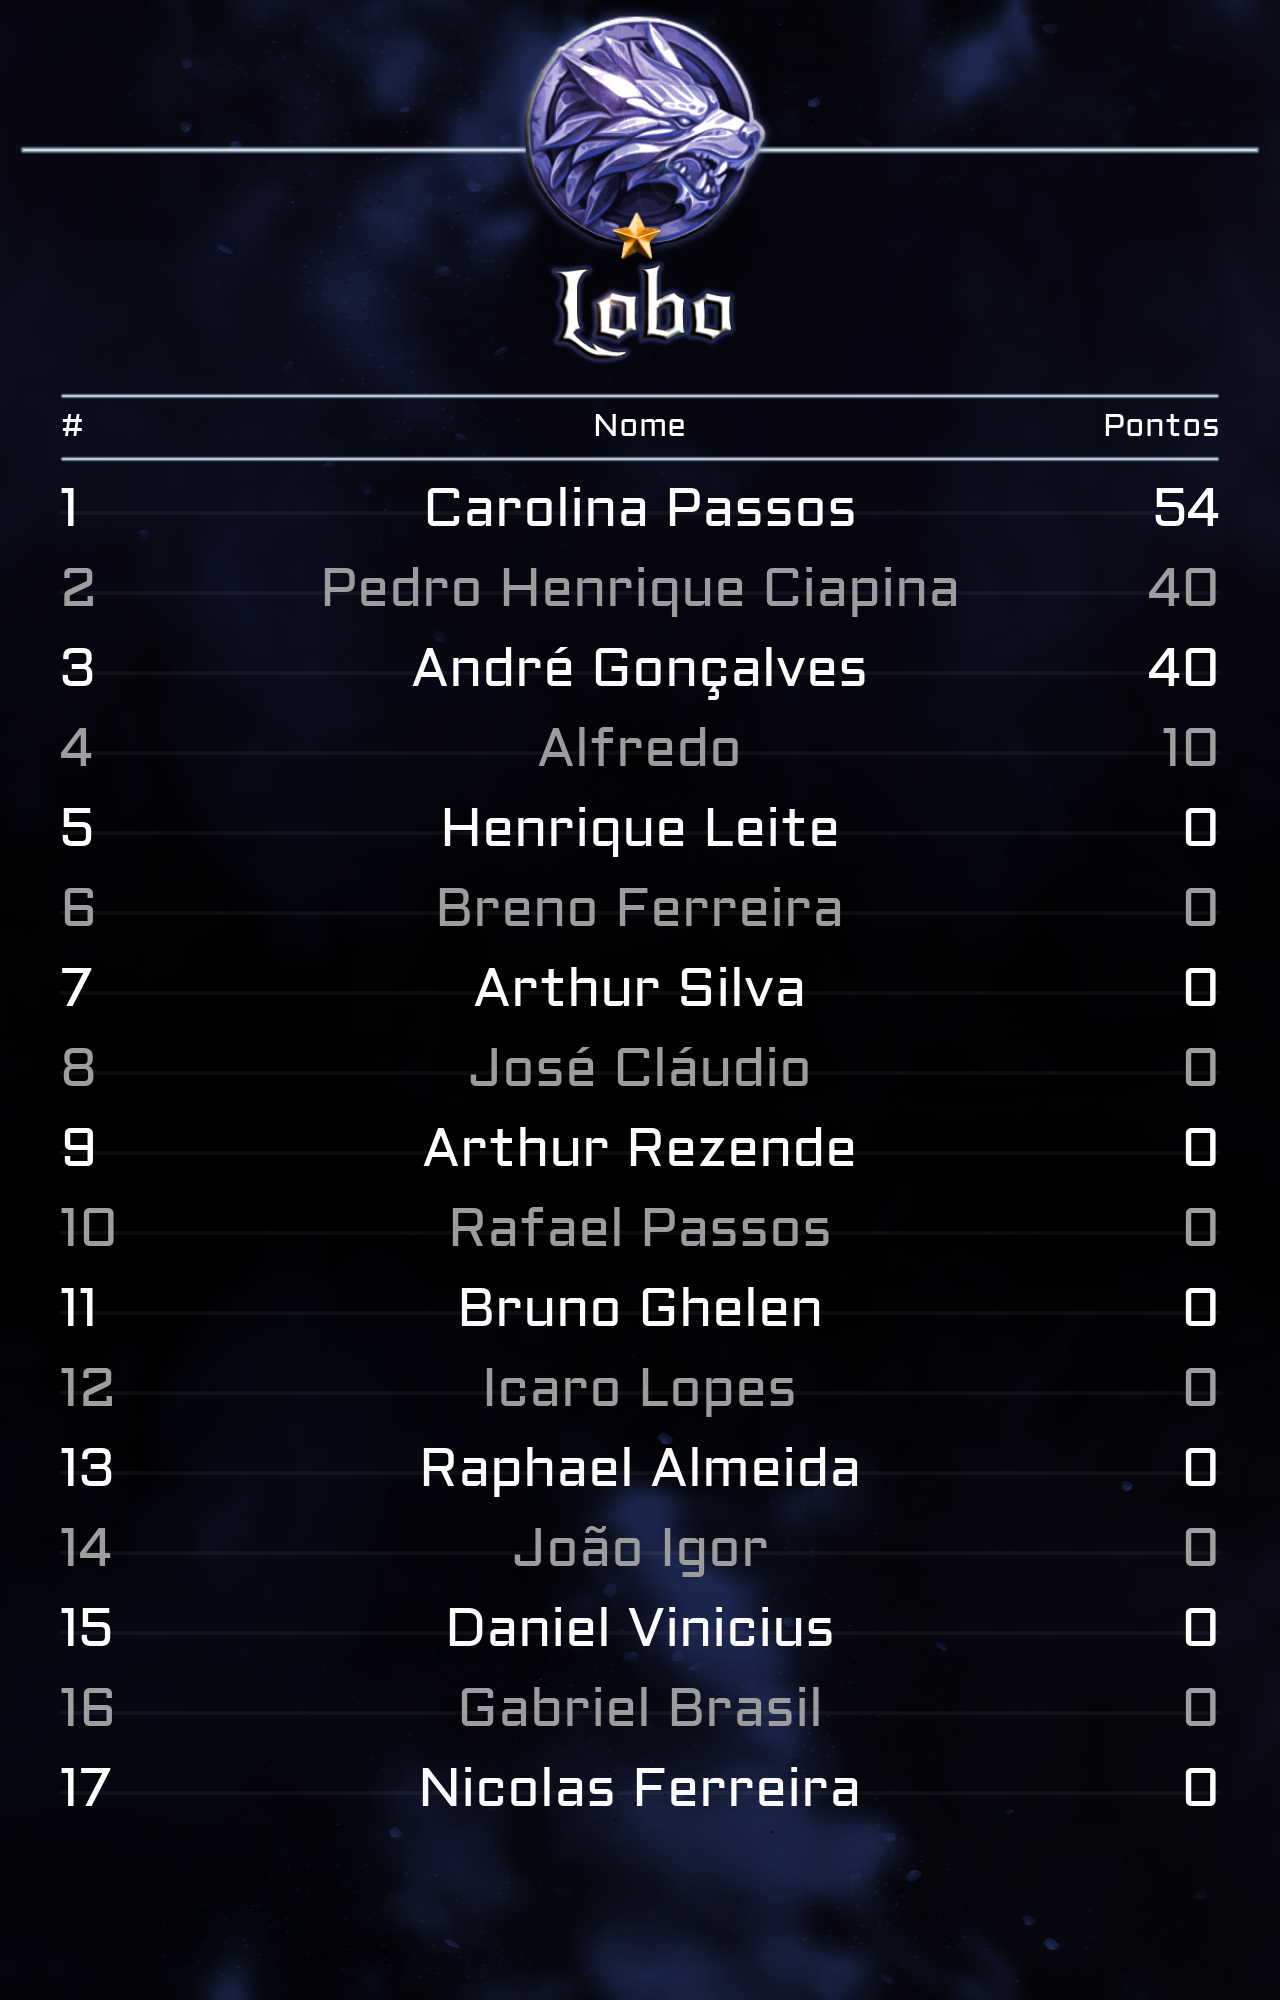 Lobo
# Nome Pontos
1 Carolina Passos 54
2 Pedro Henrique Ciapina 40
3 André Gonçalves 40
4 Alfredo 10
5 Henrique Leite 0
6 Breno Ferreira 0
7 Arthur Silva 0
8 José Cláudio 0
9 Arthur Rezende 0
10 Rafael Passos 0
11 Bruno Ghelen 0
12 Icaro Lopes 0
13 Raphael Almeida 0
14 João Igor 0
15 Daniel Vinicius 0
16 Gabriel Brasil 0
17 Nicolas Ferreira 0